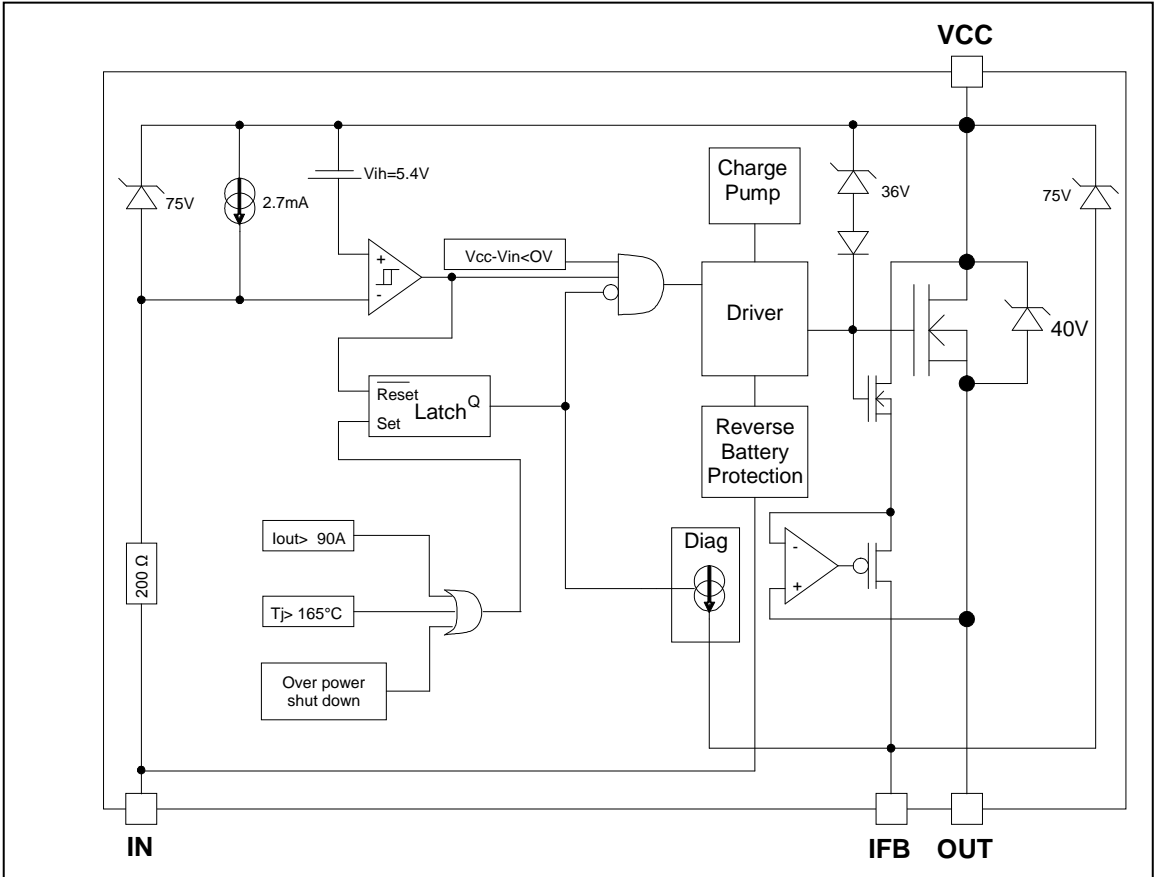 VCC
Vih=5.4V
75V
2.7mA
Charge
Pump
36V
75V
+
-
Vcc-Vin<OV
Driver
40V
Reset
Latch
Q
Set
Reverse
Battery
Protection
Iout> 90A
Diag
-
+
200 Ω
Tj> 165°C
Over power
shut down
IN
IFB
OUT